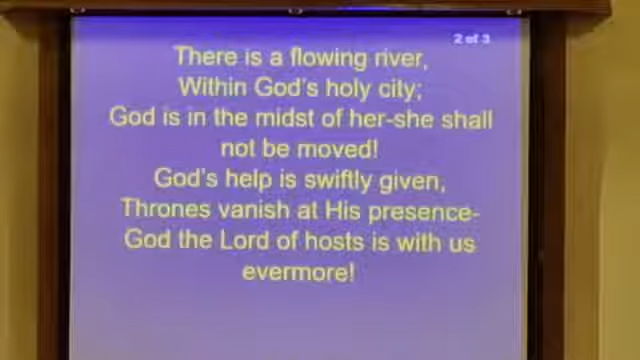 2 of 3
There is a flowing river,
Within God's holy city;
God is in the midst of her-she shall
not be moved!
God's help is swiftly given,
Thrones vanish at His presence-
God the Lord of hosts is with us
evermore!